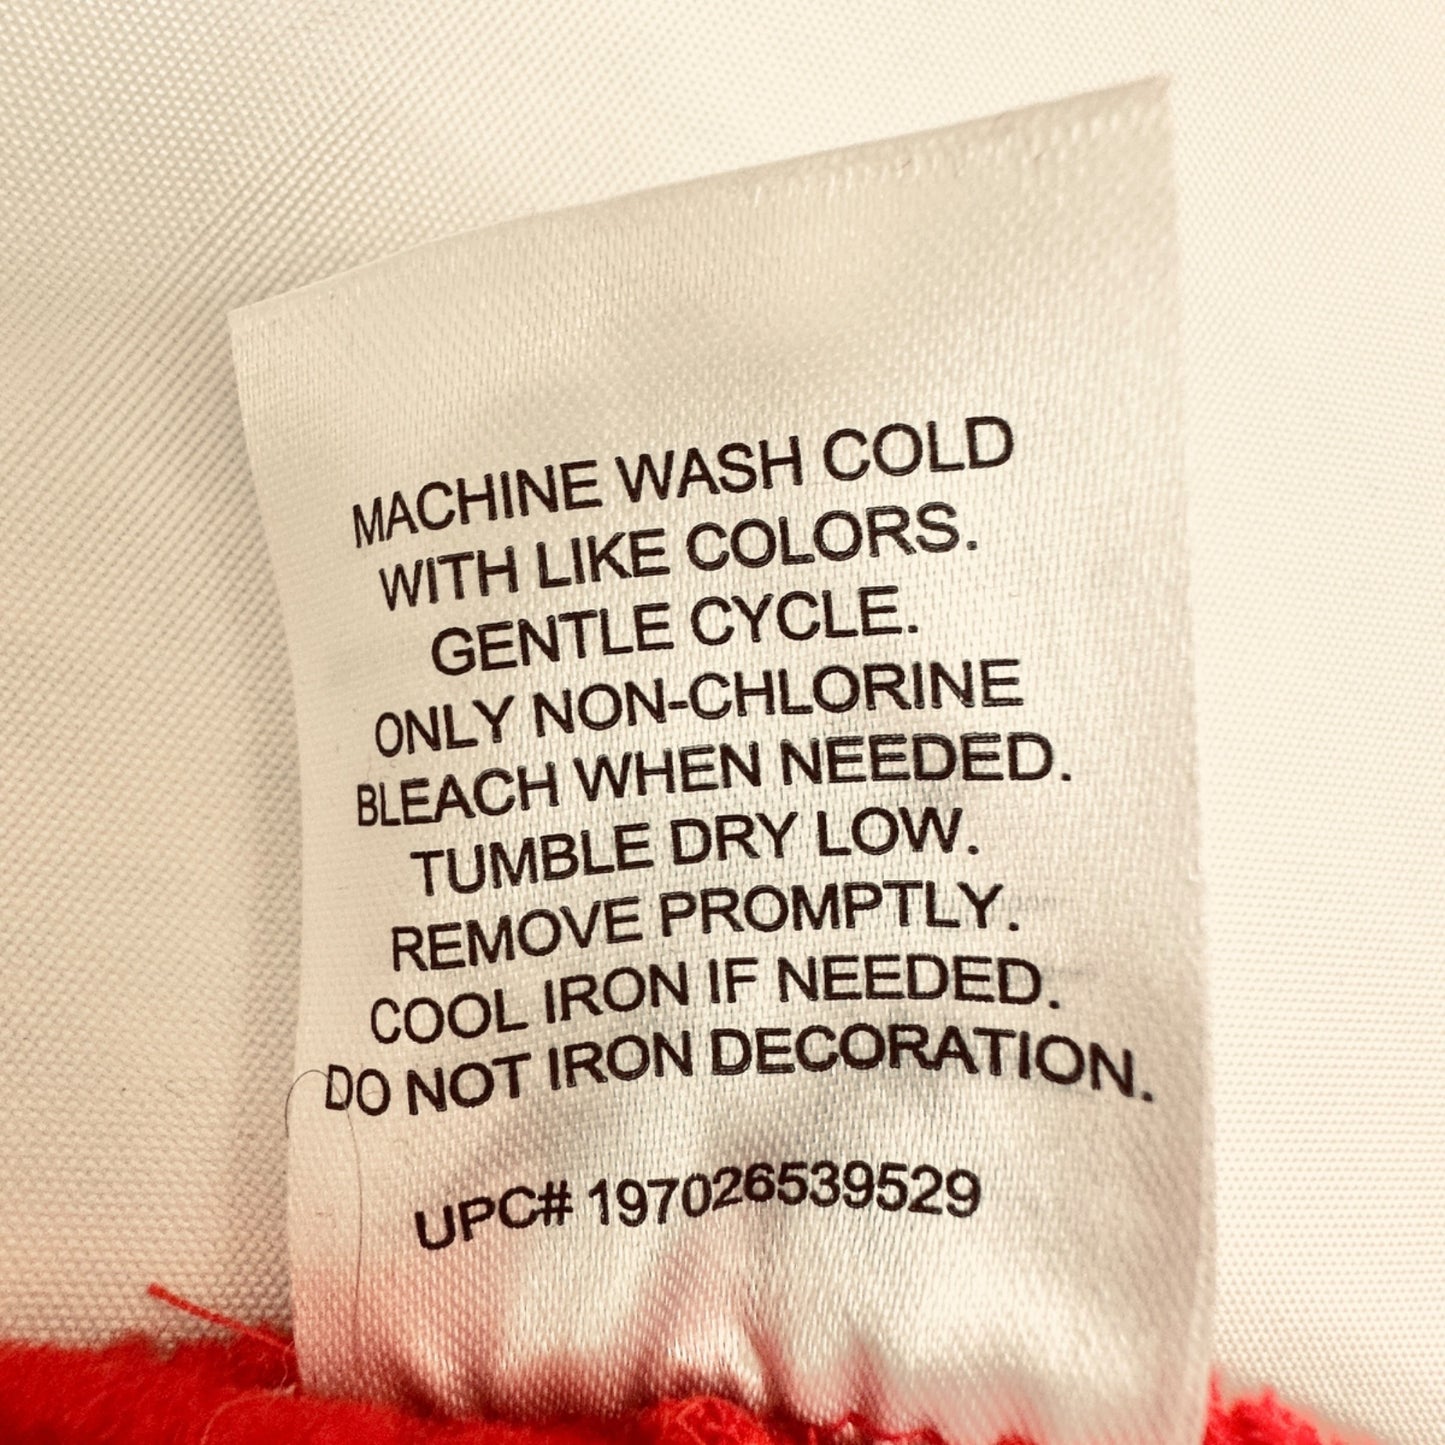 MACHINE WASH COLD
WITH LIKE COLORS.
GENTLE CYCLE.
ONLY NON-CHLORINE
BLEACH WHEN NEEDED.
TUMBLE DRY LOW.
REMOVE PROMPTLY.
COOL IRON IF NEEDED.
DO NOT IRON DECORATION.
UPC# 197026539529